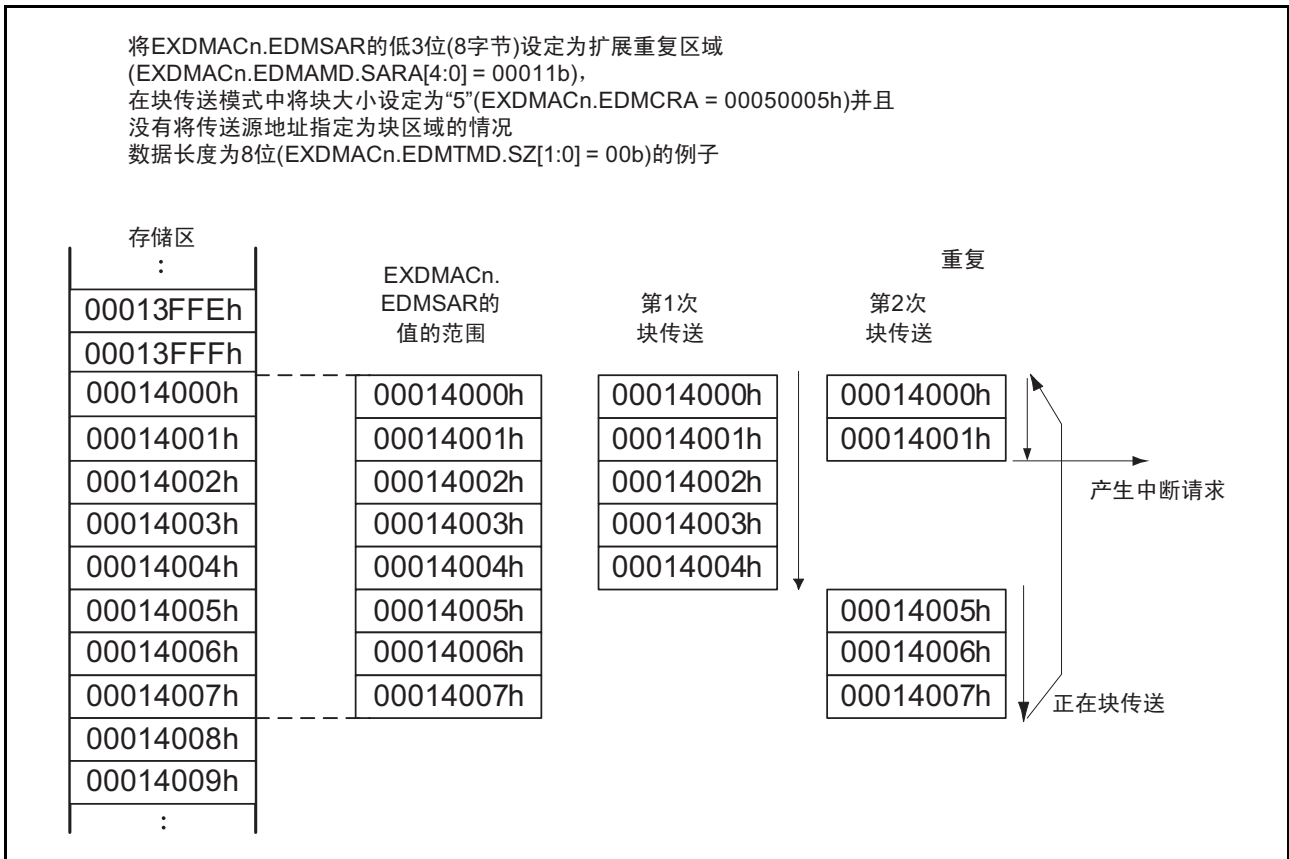 将EXDMACn.EDMSAR的低3位(8字节)设定为扩展重复区域
(EXDMACn.EDMAMD.SARA[4:0] = 00011b)，
在块传送模式中将块大小设定为“5”(EXDMACn.EDMCRA = 00050005h)并且
没有将传送源地址指定为块区域的情况
数据长度为8位(EXDMACn.EDMTMD.SZ[1:0] = 00b)的例子
存储区
:
00013FFEh
00013FFFh
00014000h
00014001h
00014002h
00014003h
00014004h
00014005h
00014006h
00014007h
00014008h
00014009h
:
EXDMACn.
EDMSAR的
值的范围
00014000h
00014001h
00014002h
00014003h
00014004h
00014005h
00014006h
00014007h
第1次
块传送
00014000h
00014001h
00014002h
00014003h
00014004h
重复
第2次
块传送
00014000h
00014001h
产生中断请求
00014005h
00014006h
00014007h
正在块传送